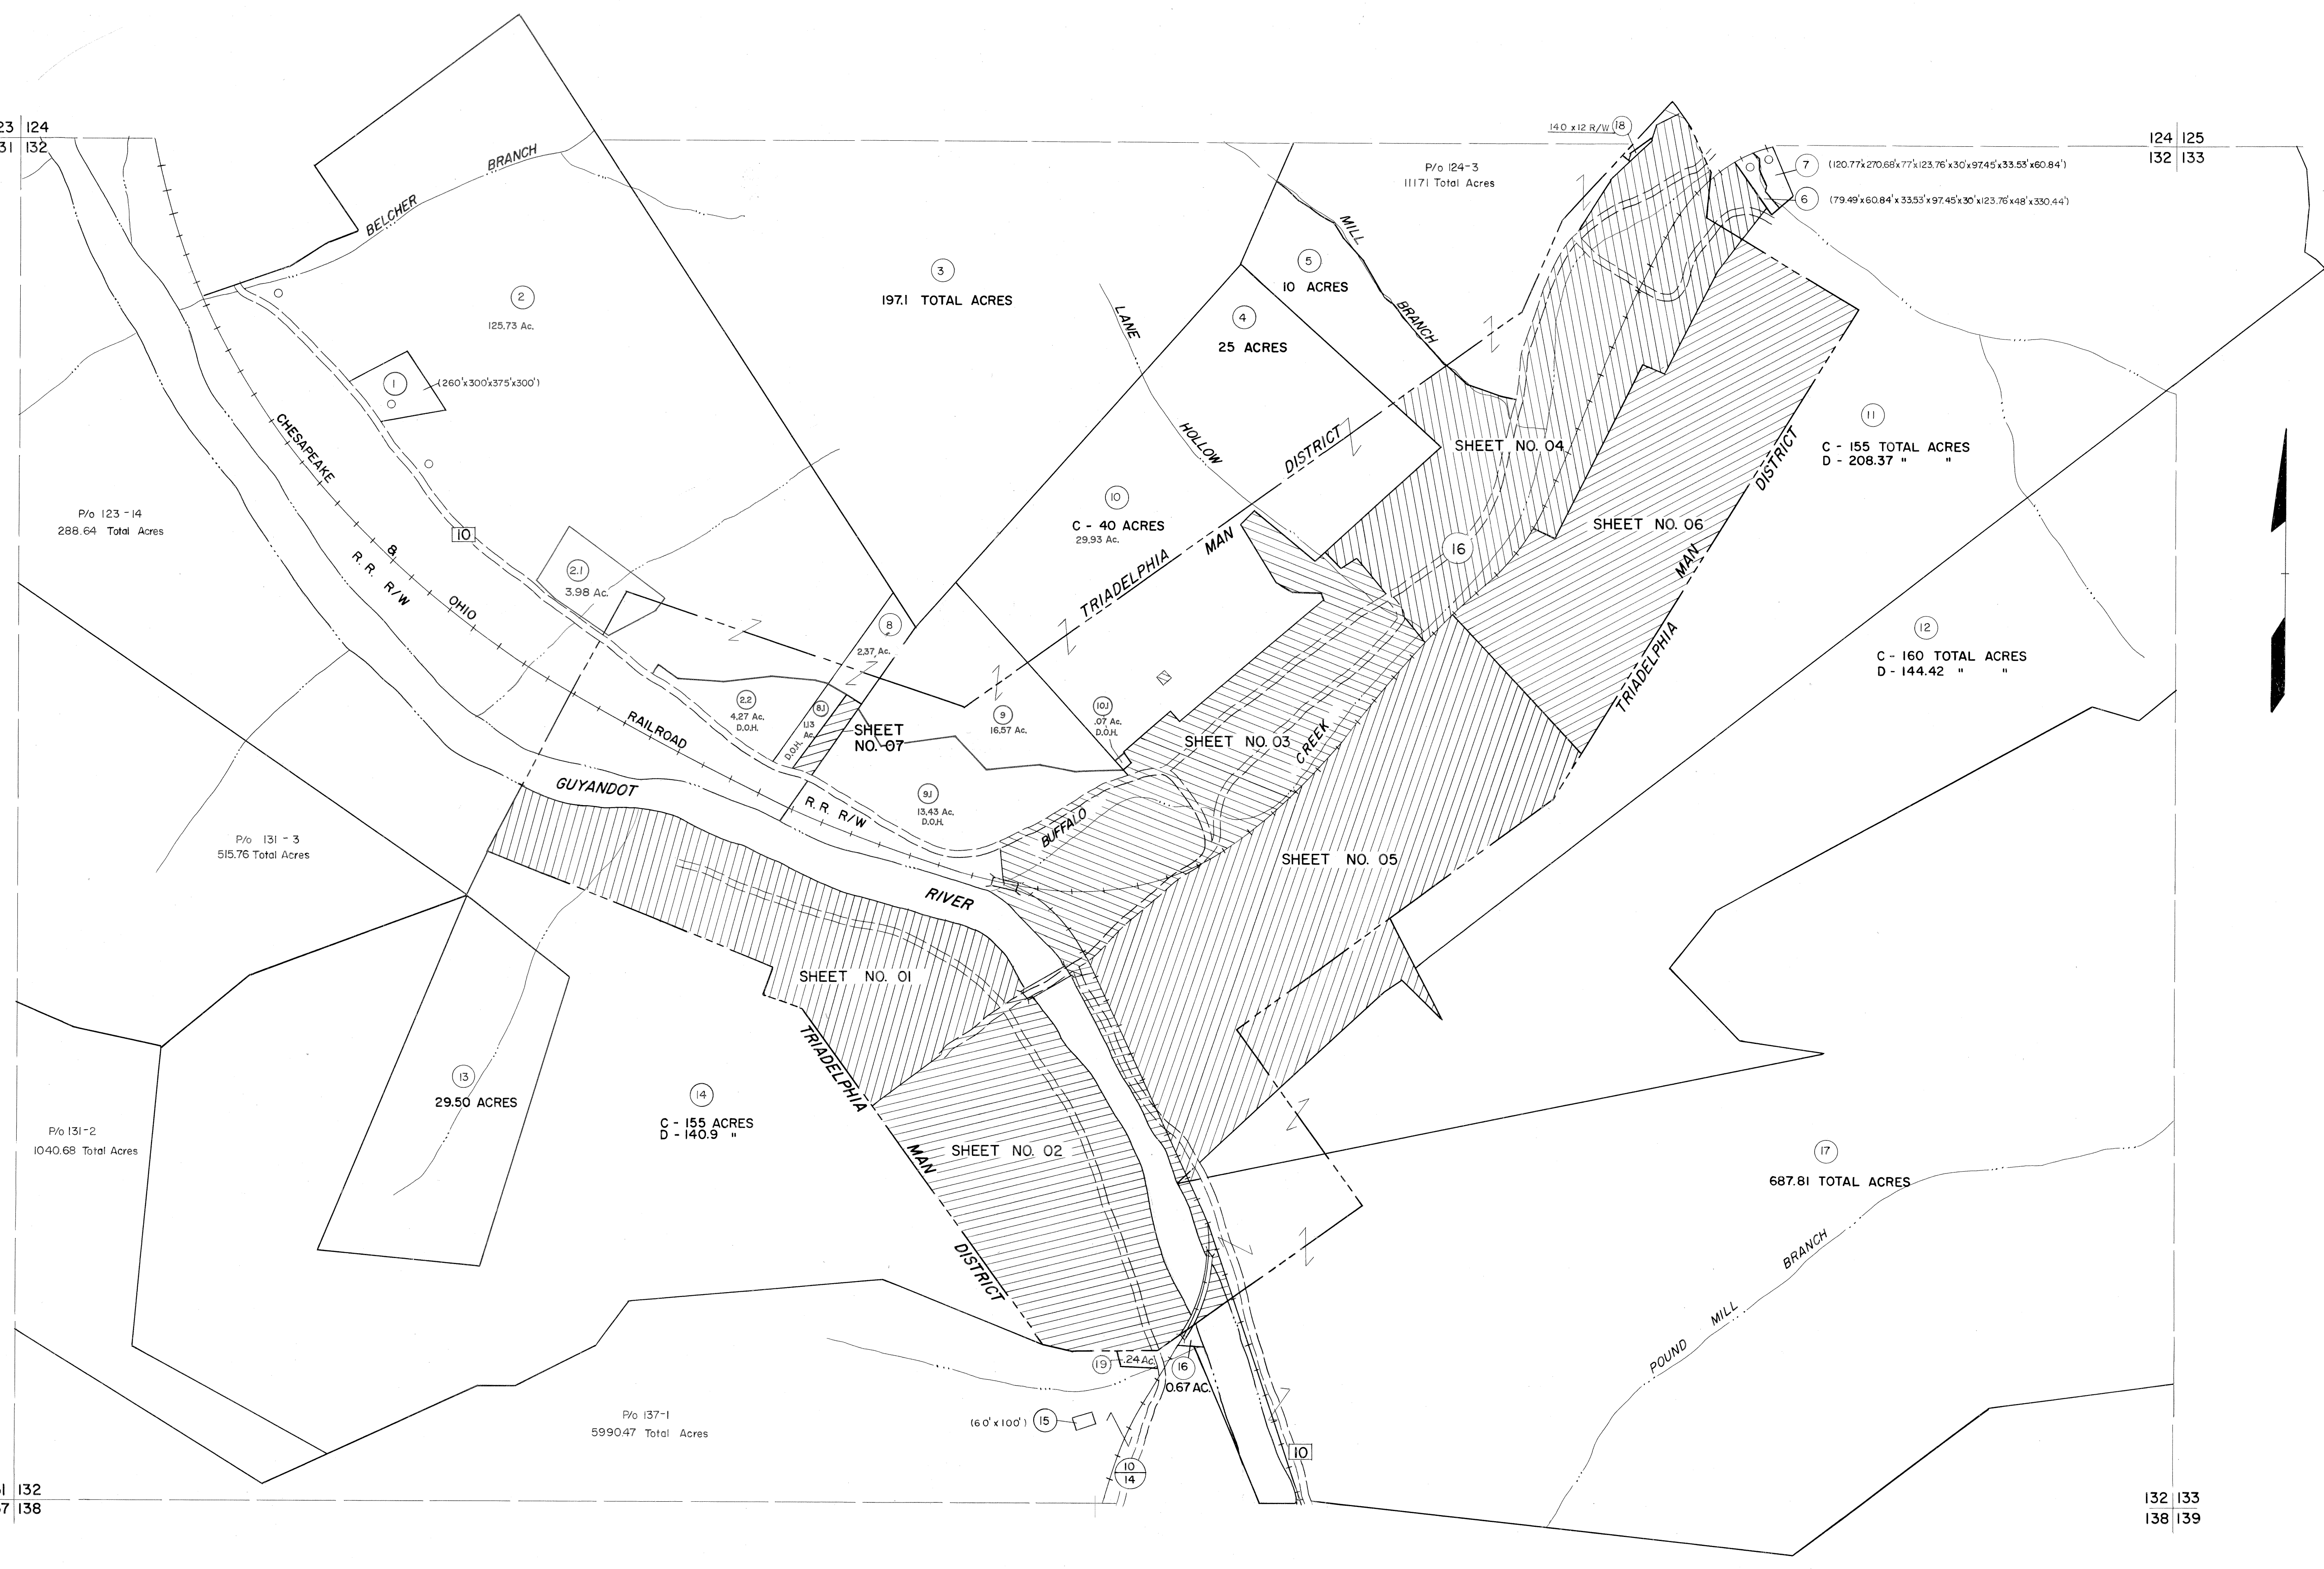 23 124
31 132
124 125
132 133
140 x12 R/W 18
P/o 124-3
11171 Total Acres
7 (120.77'x270.68'x77'x123.76'x30'x97.45'x33.53'x60.84')
6 (79.49'x60.84'x33.53'x97.45'x30'x123.76'x48'x330.44')
BELCHER BRANCH
2
125.73 Ac.
3
197.1 TOTAL ACRES
MILL BRANCH
5
10 ACRES
4
25 ACRES
LANE HOLLOW
1 (260'x300'x375'x300')
CHESAPEAKE & OHIO RAILROAD
R. R. R/W
10
P/o 123-14
288.64 Total Acres
2.1
3.98 Ac.
10
C - 40 ACRES
29.93 Ac.
TRIADELPHIA DISTRICT
MAN
SHEET NO. 04
16
SHEET NO. 06
11
C - 155 TOTAL ACRES
D - 208.37 " "
MAN DISTRICT
TRIADELPHIA
12
C - 160 TOTAL ACRES
D - 144.42 " "
8
2.37 Ac.
2.2
4.27 Ac.
D.O.H.
8.1
1.13
Ac.
D.O.H.
SHEET
NO. 07
9
16.57 Ac.
10.1
.07 Ac.
D.O.H.
SHEET NO. 03
BUFFALO CREEK
9.1
13.43 Ac.
D.O.H.
R. R. R/W
GUYANDOT RIVER
P/o 131-3
515.76 Total Acres
SHEET NO. 05
SHEET NO. 01
13
29.50 ACRES
14
C - 155 ACRES
D - 140.9 "
TRIADELPHIA
MAN DISTRICT
SHEET NO. 02
P/o 131-2
1040.68 Total Acres
17
687.81 TOTAL ACRES
POUND MILL BRANCH
19 .24 Ac.
16
0.67 AC.
P/o 137-1
5990.47 Total Acres
(60'x100') 15
10
14
10
132
138
132 133
138 139